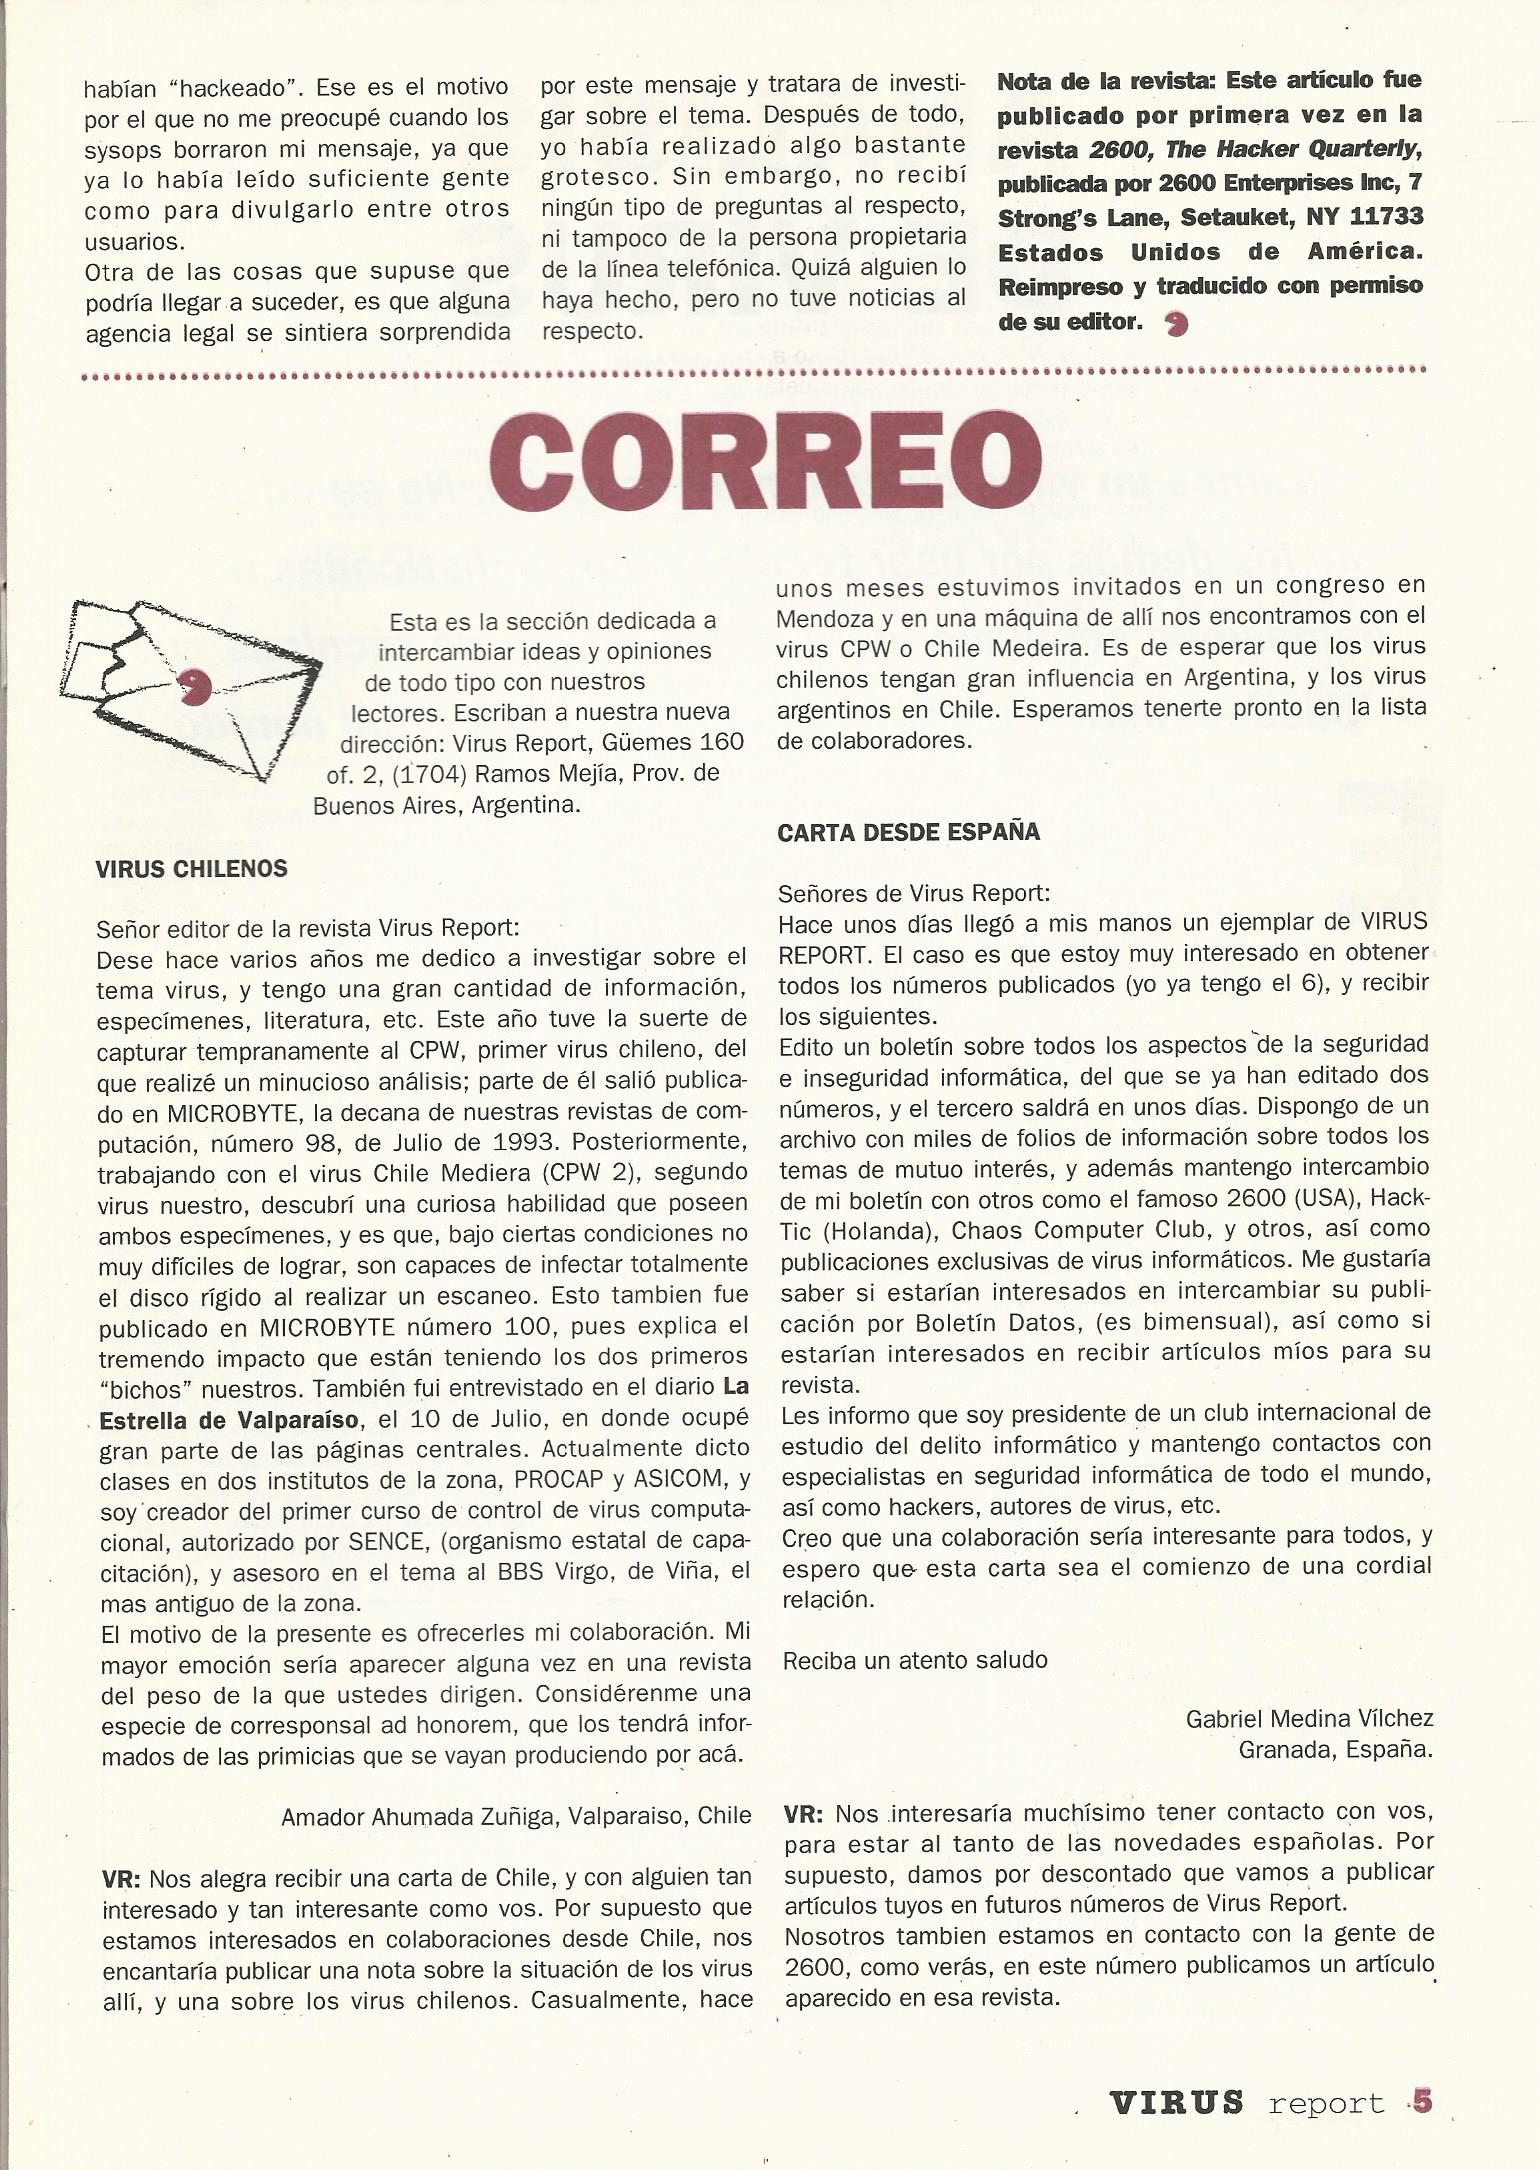 habían “hackeado”. Ese es el motivo
por el que no me preocupé cuando los
sysops borraron mi mensaje, ya que
ya lo había leído suficiente gente
como para divulgarlo entre otros
usuarios.
Otra de las cosas que supuse que
podría llegar a suceder, es que alguna
agencia legal se sintiera sorprendida
por este mensaje y tratara de investi-
gar sobre el tema. Después de todo,
yo había realizado algo bastante
grotesco. Sin embargo, no recibí
ningún tipo de preguntas al respecto,
ni tampoco de la persona propietaria
de la línea telefónica. Quizá alguien lo
haya hecho, pero no tuve noticias al
respecto.
Nota de la revista: Este artículo fue
publicado por primera vez en la
revista 2600, The Hacker Quarterly,
publicada por 2600 Enterprises Inc, 7
Strong's Lane, Setauket, NY 11733
Estados Unidos de América.
Reimpreso y traducido con permiso
de su editor.
CORREO
Esta es la sección dedicada a
intercambiar ideas y opiniones
de todo tipo con nuestros
lectores. Escriban a nuestra nueva
dirección: Virus Report, Güemes 160
of. 2, (1704) Ramos Mejía, Prov. de
Buenos Aires, Argentina.
VIRUS CHILENOS
Señor editor de la revista Virus Report:
Dese hace varios años me dedico a investigar sobre el
tema virus, y tengo una gran cantidad de información,
especímenes, literatura, etc. Este año tuve la suerte de
capturar tempranamente al CPW, primer virus chileno, del
que realizé un minucioso análisis; parte de él salió publica-
do en MICROBYTE, la decana de nuestras revistas de com-
putación, número 98, de Julio de 1993. Posteriormente,
trabajando con el virus Chile Mediera (CPW 2), segundo
virus nuestro, descubrí una curiosa habilidad que poseen
ambos especímenes, y es que, bajo ciertas condiciones no
muy difíciles de lograr, son capaces de infectar totalmente
el disco rígido al realizar un escaneo. Esto tambien fue
publicado en MICROBYTE número 100, pues explica el
tremendo impacto que están teniendo los dos primeros
“bichos” nuestros. También fui entrevistado en el diario La
Estrella de Valparaíso, el 10 de Julio, en donde ocupé
gran parte de las páginas centrales. Actualmente dicto
clases en dos institutos de la zona, PROCAP y ASICOM, y
soy creador del primer curso de control de virus computa-
cional, autorizado por SENCE, (organismo estatal de capa-
citación), y asesoro en el tema al BBS Virgo, de Viña, el
mas antiguo de la zona.
El motivo de la presente es ofrecerles mi colaboración. Mi
mayor emoción sería aparecer alguna vez en una revista
del peso de la que ustedes dirigen. Considérenme una
especie de corresponsal ad honorem, que los tendrá infor-
mados de las primicias que se vayan produciendo por acá.
Amador Ahumada Zuñiga, Valparaiso, Chile
VR: Nos alegra recibir una carta de Chile, y con alguien tan
interesado y tan interesante como vos. Por supuesto que
estamos interesados en colaboraciones desde Chile, nos
encantaría publicar una nota sobre la situación de los virus
allí, y una sobre los virus chilenos. Casualmente, hace
unos meses estuvimos invitados en un congreso en
Mendoza y en una máquina de allí nos encontramos con el
virus CPW o Chile Medeira. Es de esperar que los virus
chilenos tengan gran influencia en Argentina, y los virus
argentinos en Chile. Esperamos tenerte pronto en la lista
de colaboradores.
CARTA DESDE ESPAÑA
Señores de Virus Report:
Hace unos días llegó a mis manos un ejemplar de VIRUS
REPORT. El caso es que estoy muy interesado en obtener
todos los números publicados (yo ya tengo el 6), y recibir
los siguientes.
Edito un boletín sobre todos los aspectos de la seguridad
e inseguridad informática, del que se ya han editado dos
números, y el tercero saldrá en unos días. Dispongo de un
archivo con miles de folios de información sobre todos los
temas de mutuo interés, y además mantengo intercambio
de mi boletín con otros como el famoso 2600 (USA), Hack-
Tic (Holanda), Chaos Computer Club, y otros, así como
publicaciones exclusivas de virus informáticos. Me gustaría
saber si estarían interesados en intercambiar su publi-
cación por Boletín Datos, (es bimensual), así como si
estarían interesados en recibir artículos míos para su
revista.
Les informo que soy presidente de un club internacional de
estudio del delito informático y mantengo contactos con
especialistas en seguridad informática de todo el mundo,
así como hackers, autores de virus, etc.
Creo que una colaboración sería interesante para todos, y
espero que esta carta sea el comienzo de una cordial
relación.
Reciba un atento saludo
Gabriel Medina Vílchez
Granada, España.
VR: Nos interesaría muchísimo tener contacto con vos,
para estar al tanto de las novedades españolas. Por
supuesto, damos por descontado que vamos a publicar
artículos tuyos en futuros números de Virus Report.
Nosotros tambien estamos en contacto con la gente de
2600, como verás, en este número publicamos un artículo
aparecido en esa revista.
VIRUS report 5